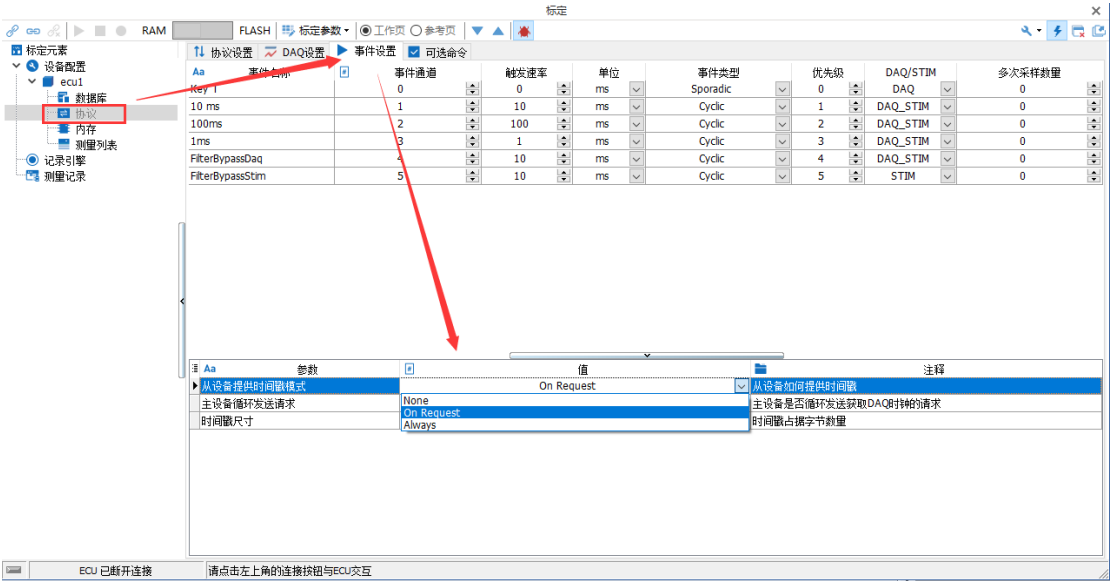 标定
RAM FLASH 标定参数 工作页 参考页
标定元素
设备配置
ecu1
数据库
协议
内存
测量列表
记录引擎
测量记录
协议设置 DAQ设置 事件设置 可选命令
Aa 事件名称 # 事件通道 触发速率 单位 事件类型 优先级 DAQ/STIM 多次采样数量
Key T 0 0 ms Sporadic 0 DAQ 0
10 ms 1 10 ms Cyclic 1 DAQ_STIM 0
100ms 2 100 ms Cyclic 2 DAQ_STIM 0
1ms 3 1 ms Cyclic 3 DAQ_STIM 0
FilterBypassDaq 4 10 ms Cyclic 4 DAQ_STIM 0
FilterBypassStim 5 10 ms Cyclic 5 STIM 0
Aa 参数 # 值 注释
从设备提供时间戳模式 On Request 从设备如何提供时间戳
主设备循环发送请求 None 主设备是否循环发送获取DAQ时钟的请求
On Request
时间戳尺寸 Always 时间戳占据字节数量
ECU 已断开连接 请点击左上角的连接按钮与ECU交互